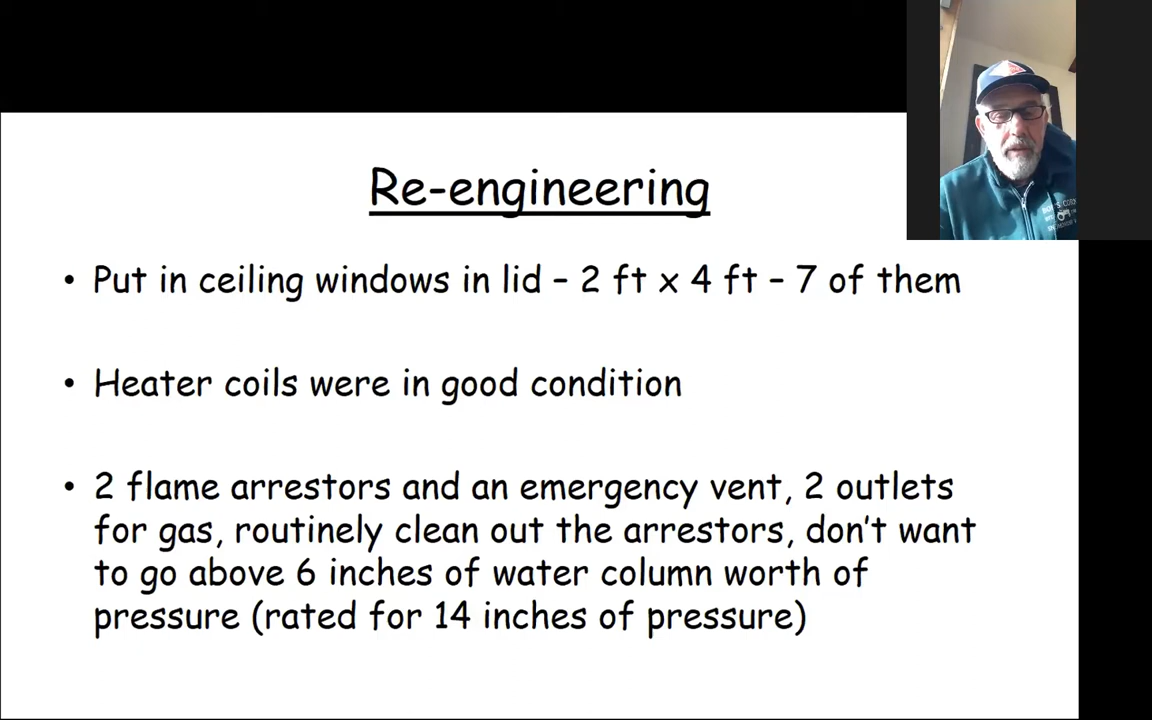 Re-engineering
• Put in ceiling windows in lid – 2 ft x 4 ft – 7 of them
• Heater coils were in good condition
• 2 flame arrestors and an emergency vent, 2 outlets
for gas, routinely clean out the arrestors, don't want
to go above 6 inches of water column worth of
pressure (rated for 14 inches of pressure)